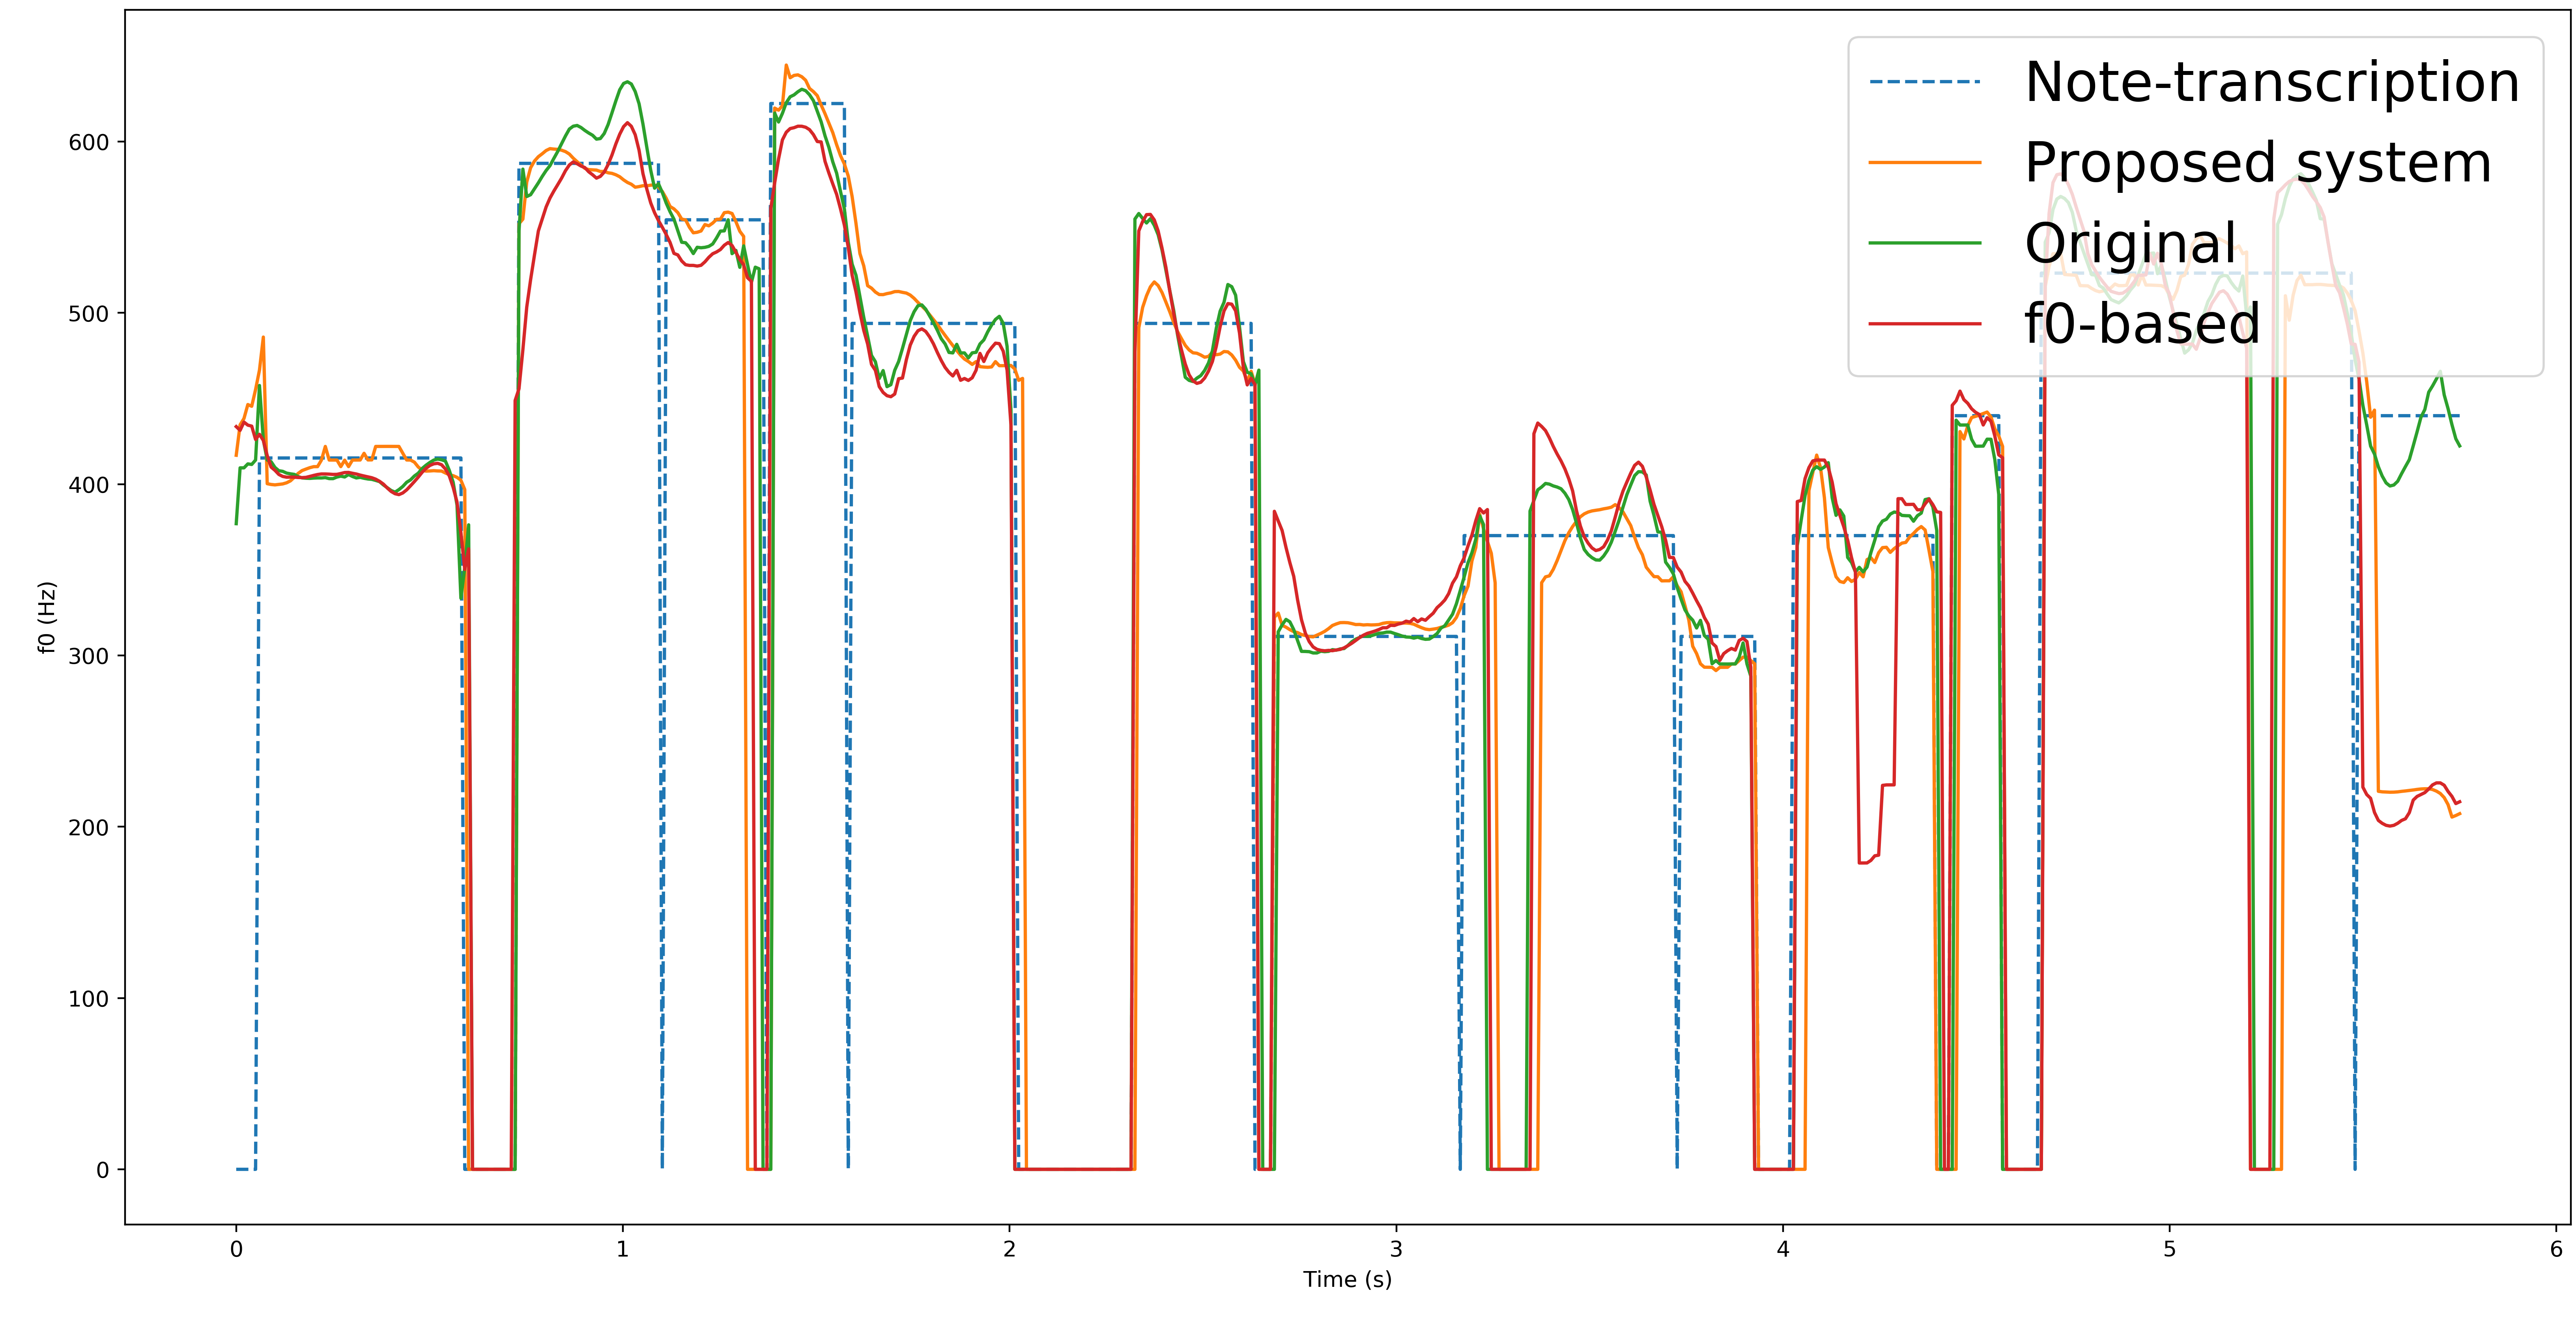 Note-transcription
Proposed system
Original
f0-based
600
500
400
300
200
100
0
f0 (Hz)
0 1 2 3 4 5 6
Time (s)